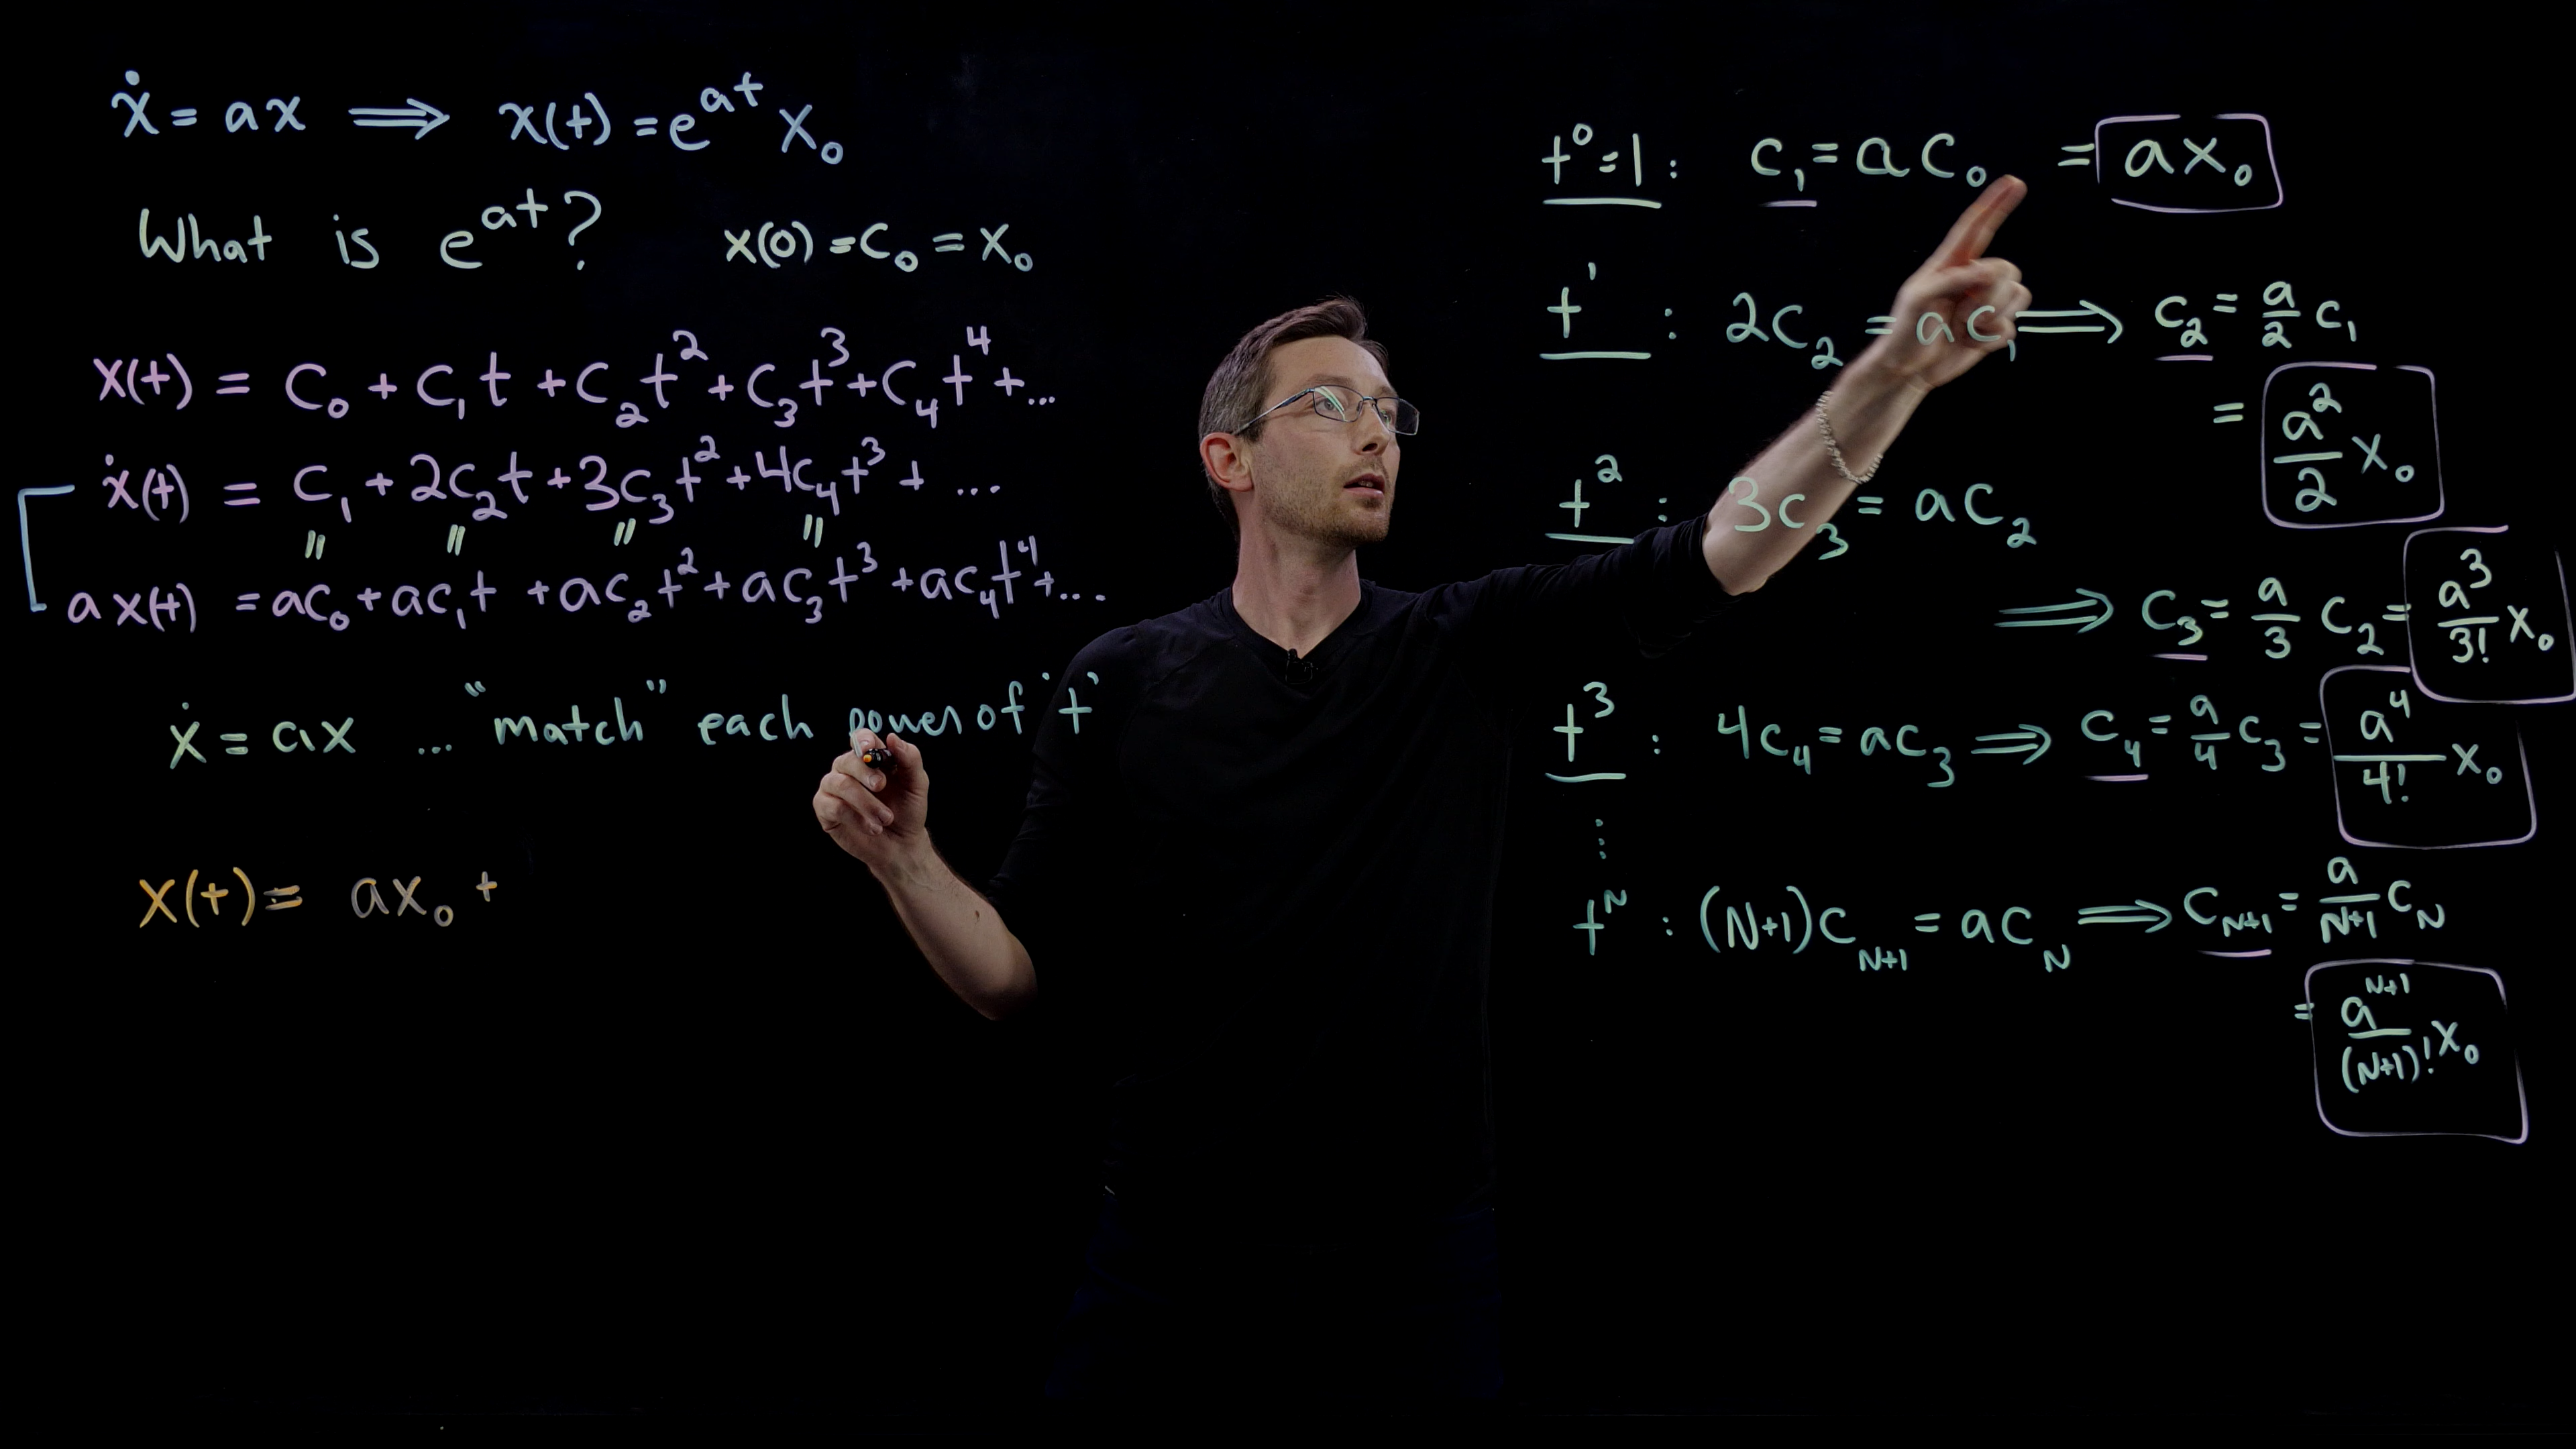 ẋ = ax ⟹ x(t) = e^{at} x₀
What is e^{at}? x(0) = C₀ = x₀
x(t) = C₀ + C₁t + C₂t² + C₃t³ + C₄t⁴ + ...
ẋ(t) = C₁ + 2C₂t + 3C₃t² + 4C₄t³ + ...
" " " "
ax(t) = aC₀ + aC₁t + aC₂t² + aC₃t³ + aC₄t⁴ + ...
ẋ = ax ... "match" each power of 't'
x(t) = ax₀ +
t⁰=1 : C₁ = aC₀ = ax₀
t¹ : 2C₂ = aC₁ ⟹ C₂ = a/2 C₁
= a²/2 x₀
t² : 3C₃ = aC₂
⟹ C₃ = a/3 C₂ = a³/3! x₀
t³ : 4C₄ = aC₃ ⟹ C₄ = a/4 C₃ = a⁴/4! x₀
⋮
t^N : (N+1)C_{N+1} = aC_N ⟹ C_{N+1} = a/(N+1) C_N
= a^{N+1}/(N+1)! x₀